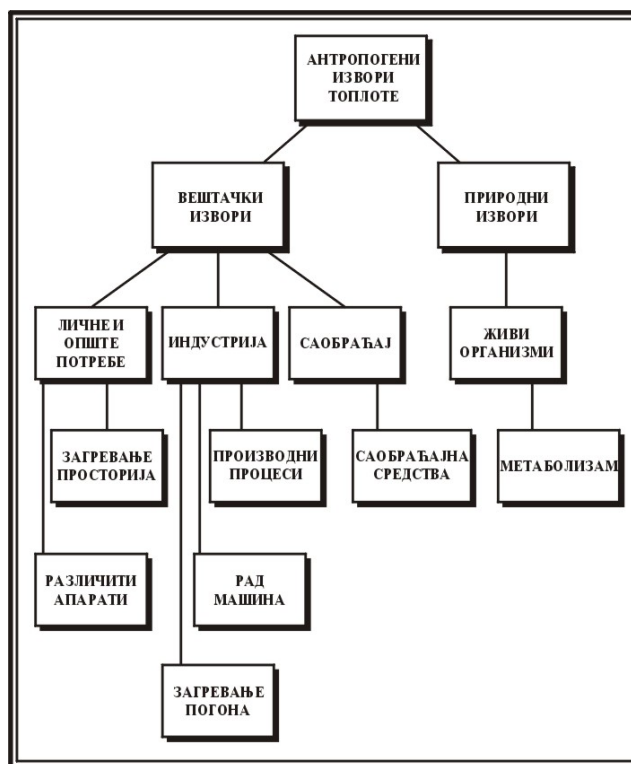 АНТРОПОГЕНИ
ИЗВОРИ
ТОПЛОТЕ
ВЕШТАЧКИ
ИЗВОРИ
ПРИРОДНИ
ИЗВОРИ
ЛИЧНЕ И
ОПШТЕ
ПОТРЕБЕ
ИНДУСТРИЈА
САОБРАЋАЈ
ЖИВИ
ОРГАНИЗМИ
ЗАГРЕВАЊЕ
ПРОСТОРИЈА
ПРОИЗВОДНИ
ПРОЦЕСИ
САОБРАЋАЈНА
СРЕДСТВА
МЕТАБОЛИЗАМ
РАЗЛИЧИТИ
АПАРАТИ
РАД
МАШИНА
ЗАГРЕВАЊЕ
ПОГОНА